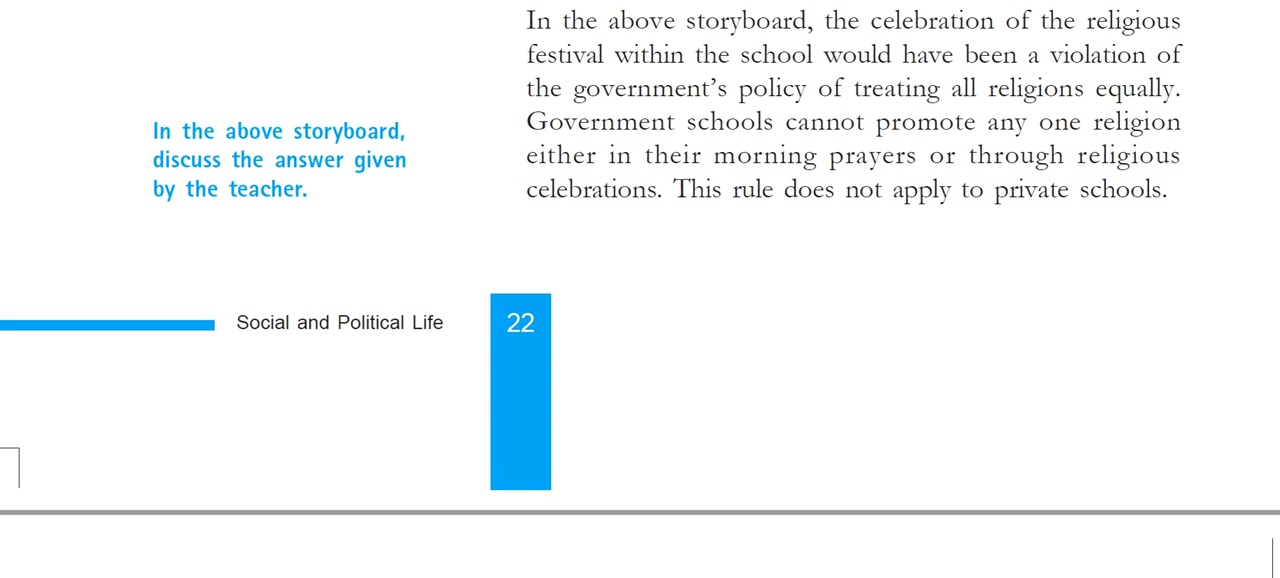 In the above storyboard, the celebration of the religious
festival within the school would have been a violation of
the government’s policy of treating all religions equally.
Government schools cannot promote any one religion
either in their morning prayers or through religious
celebrations. This rule does not apply to private schools.
In the above storyboard,
discuss the answer given
by the teacher.
Social and Political Life
22